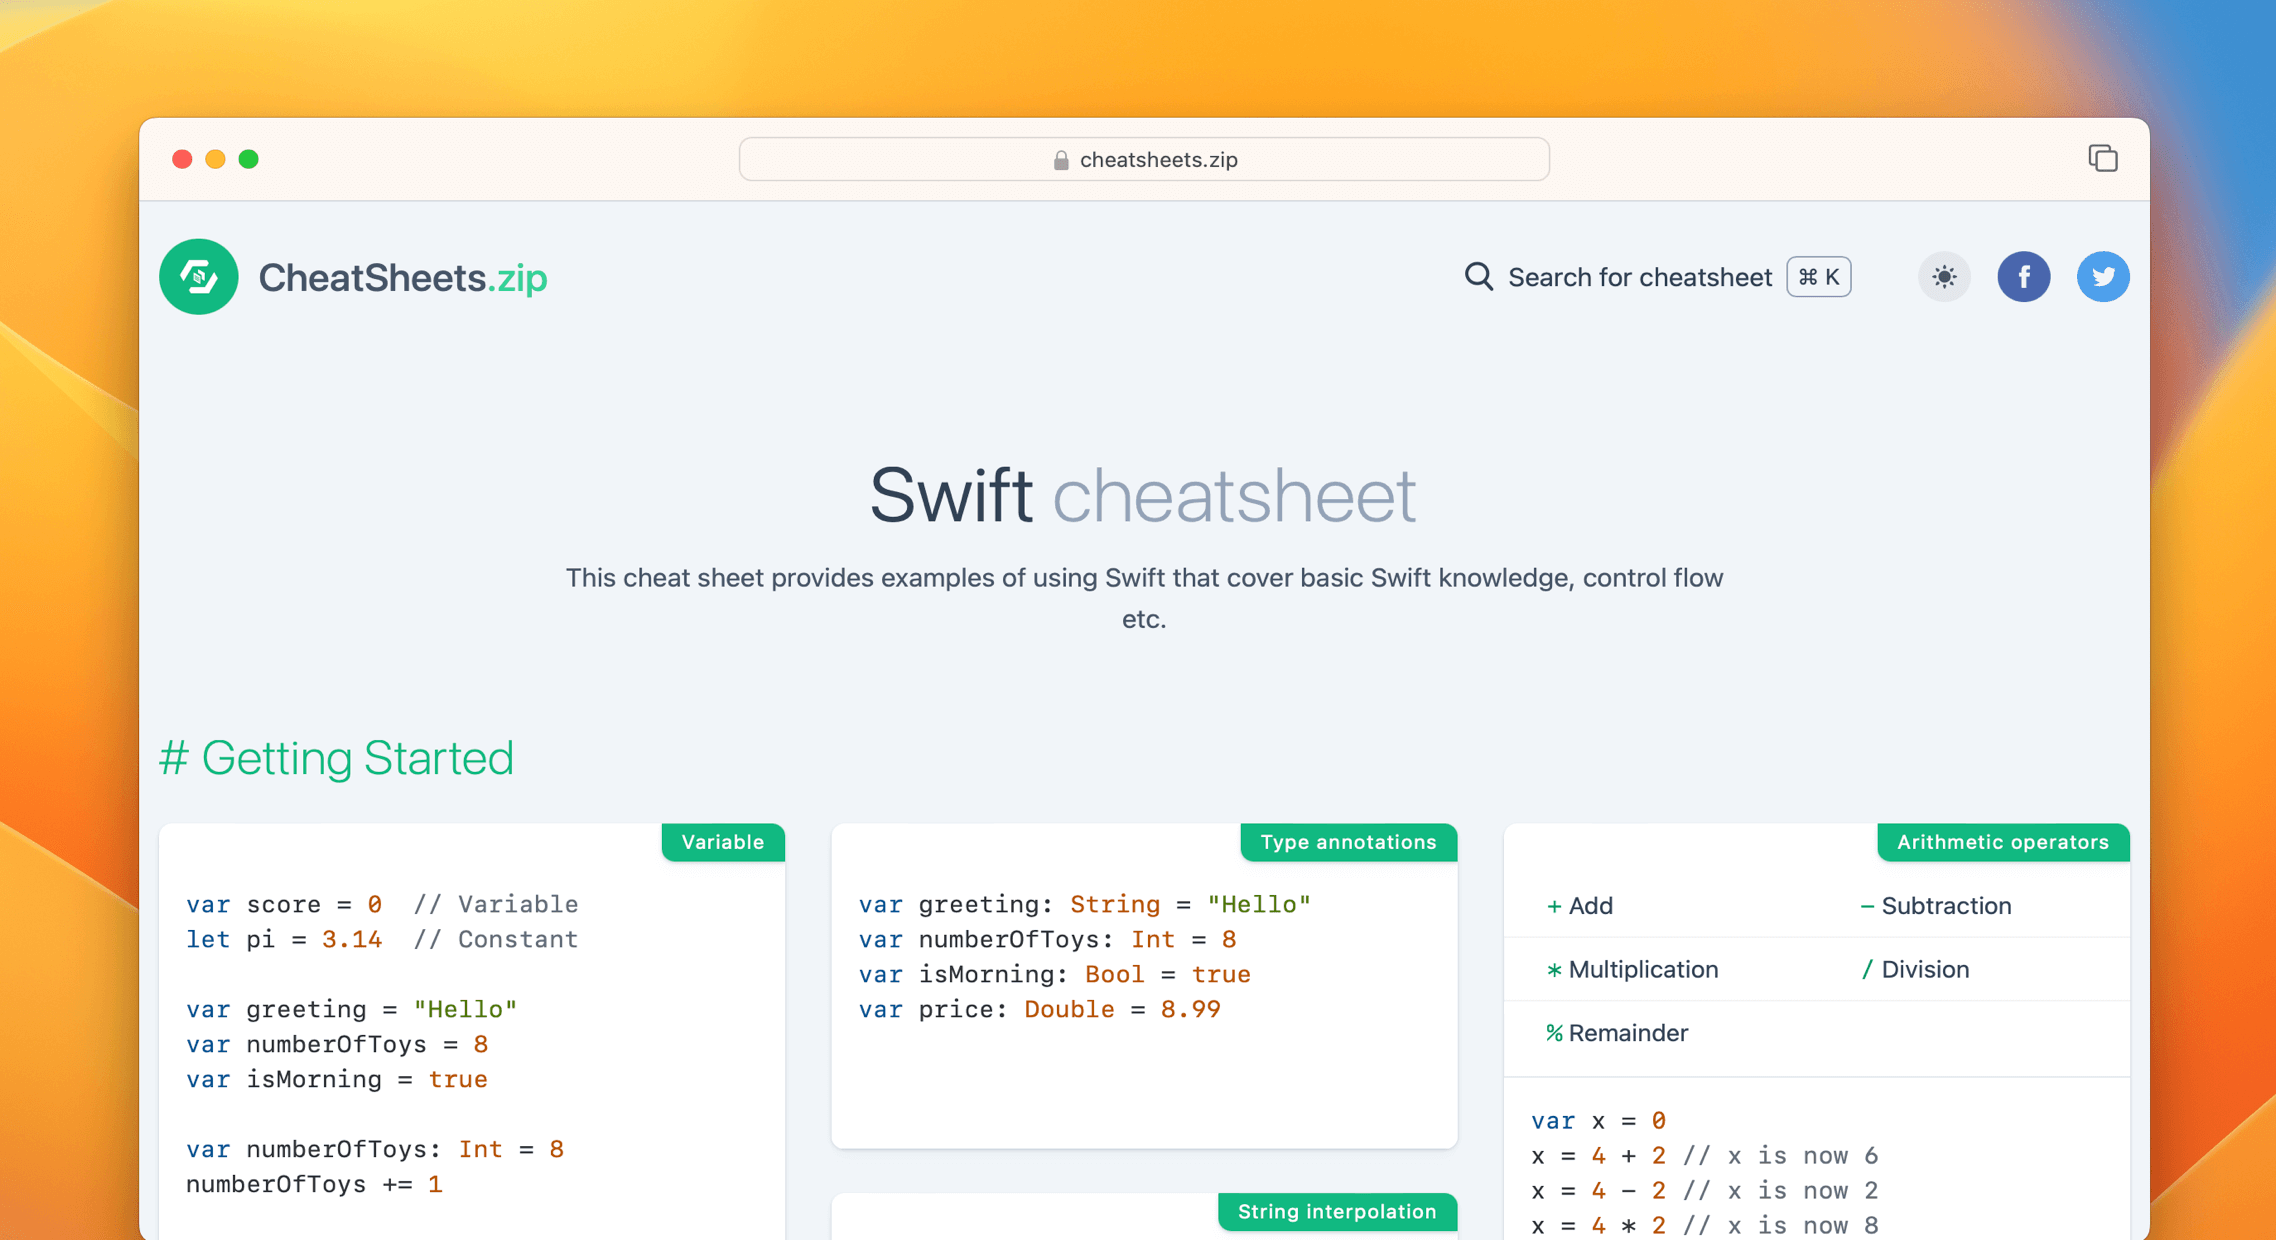 cheatsheets.zip
CheatSheets.zip
Search for cheatsheet ⌘ K
Swift cheatsheet
This cheat sheet provides examples of using Swift that cover basic Swift knowledge, control flow
etc.
# Getting Started
Variable
var score = 0  // Variable
let pi = 3.14  // Constant
var greeting = "Hello"
var numberOfToys = 8
var isMorning = true
var numberOfToys: Int = 8
numberOfToys += 1
Type annotations
var greeting: String = "Hello"
var numberOfToys: Int = 8
var isMorning: Bool = true
var price: Double = 8.99
String interpolation
Arithmetic operators
+ Add
− Subtraction
* Multiplication
/ Division
% Remainder
var x = 0
x = 4 + 2 // x is now 6
x = 4 − 2 // x is now 2
x = 4 * 2 // x is now 8